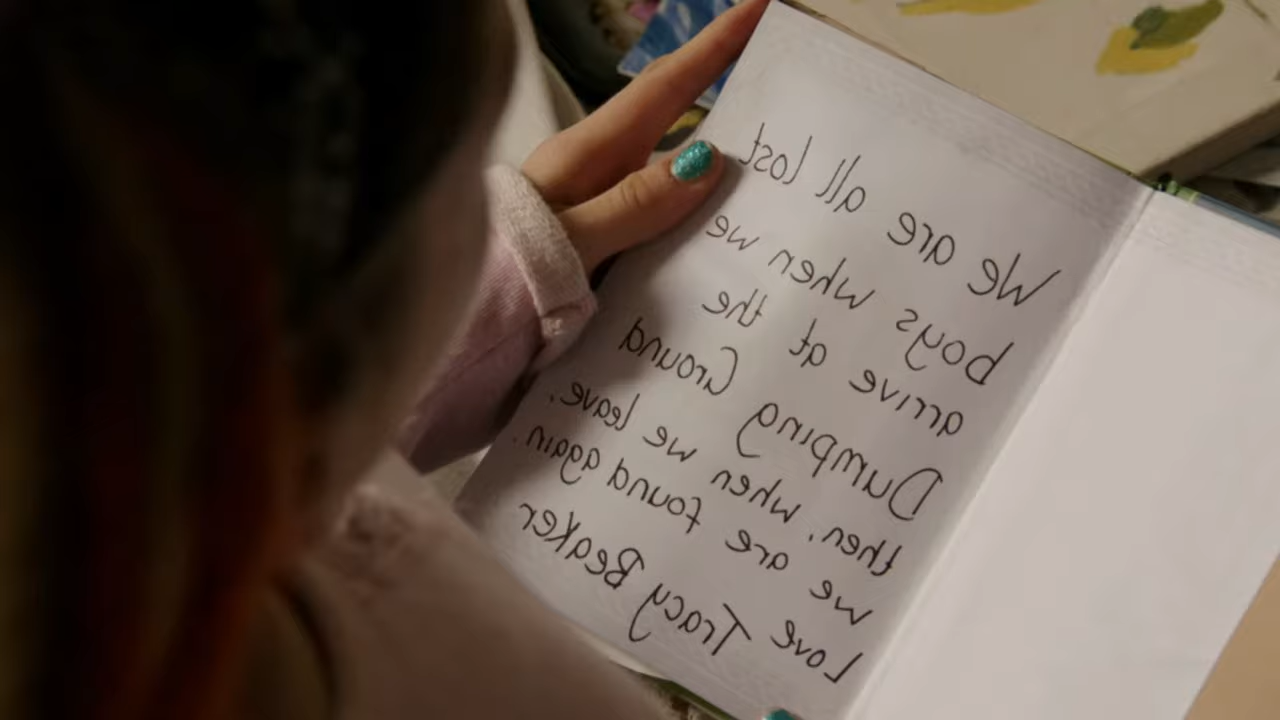 We are all lost
boys when we
arrive at the
Dumping Ground
then, when we leave,
we are found again.
Love Tracy Beaker